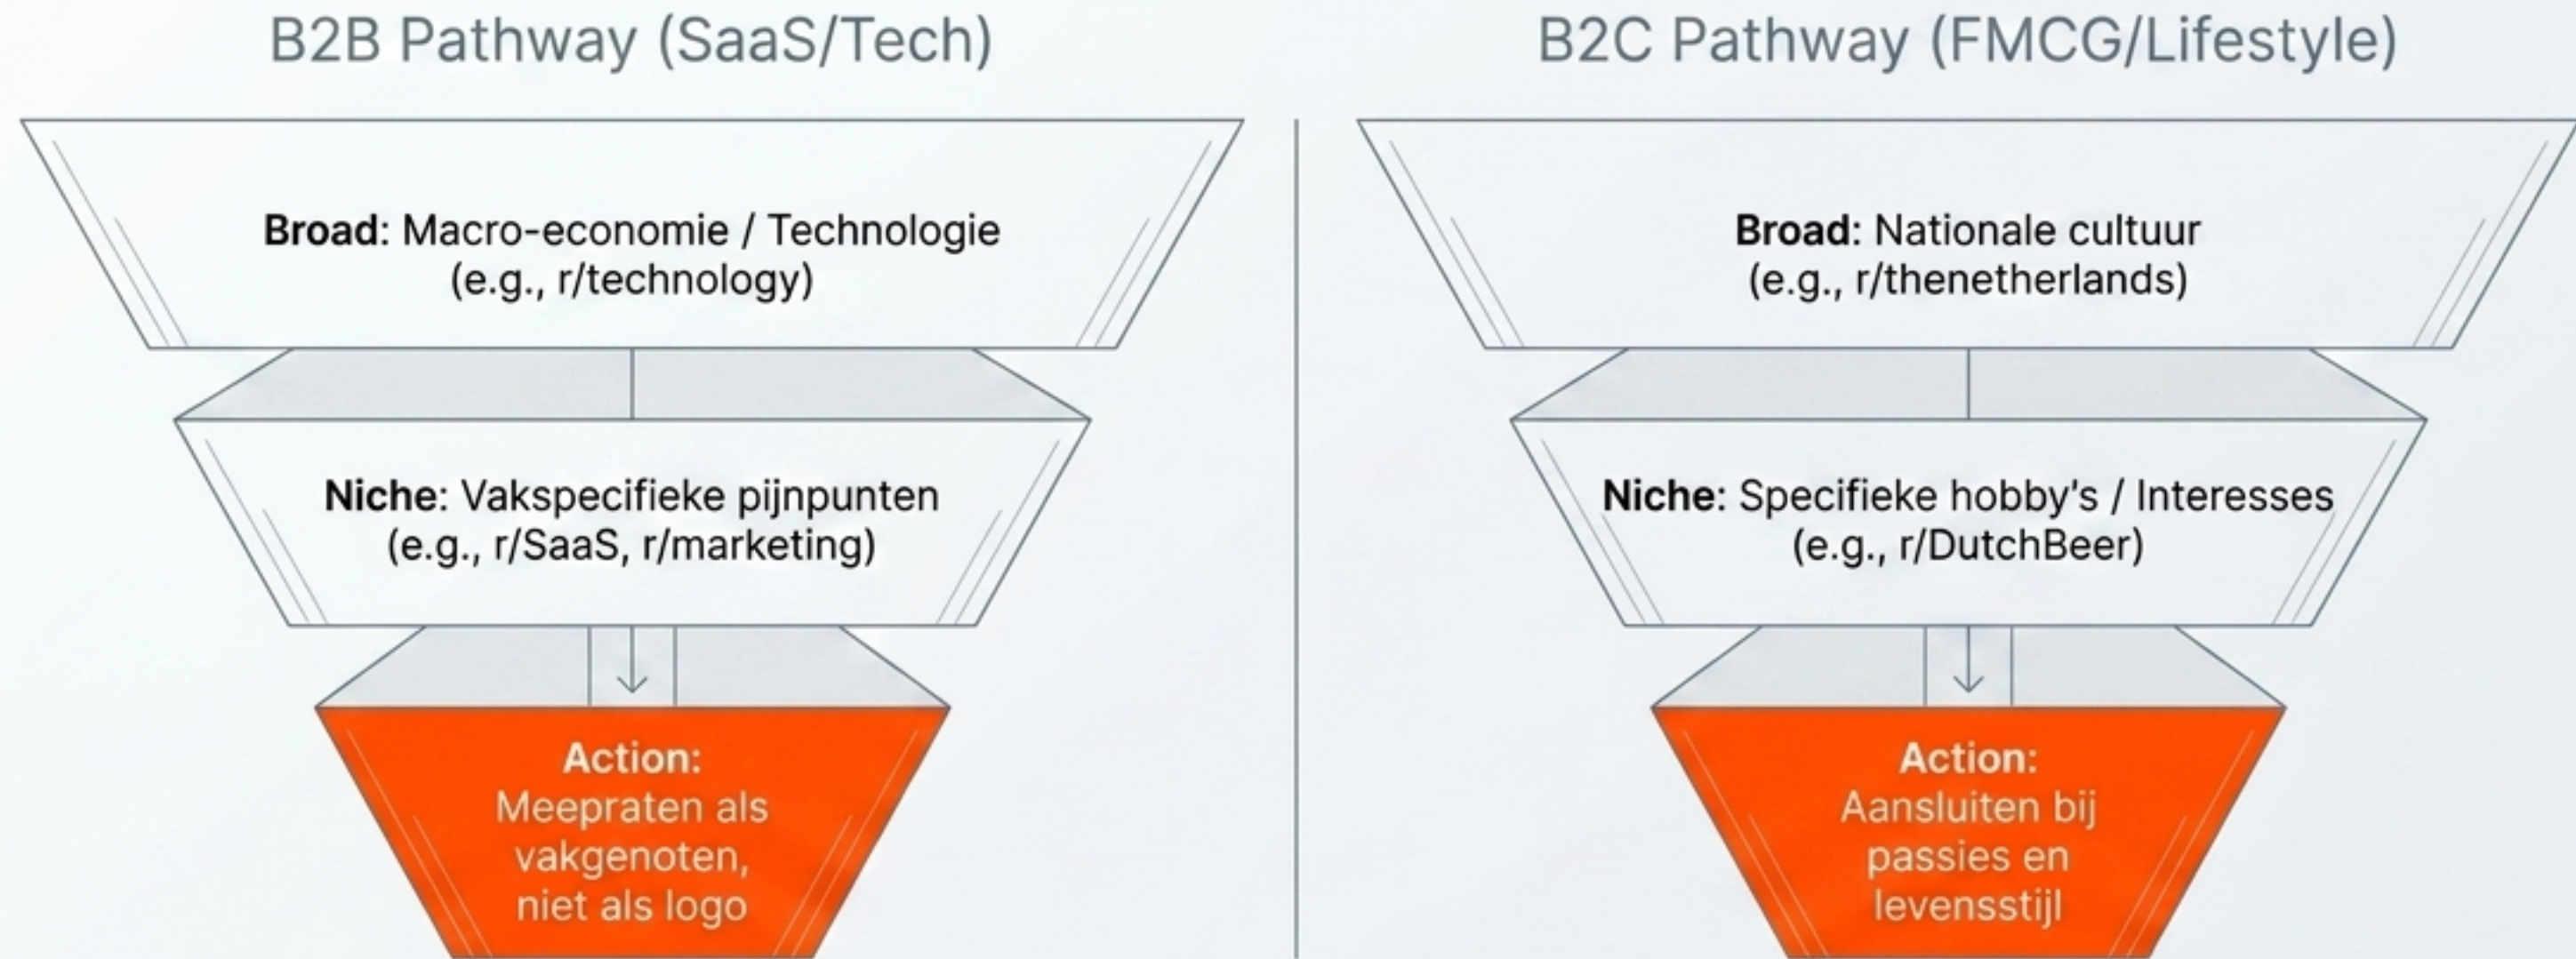 B2B Pathway (SaaS/Tech)
Broad: Macro-economie / Technologie
(e.g., r/technology)
Niche: Vakspecifieke pijnpunten
(e.g., r/SaaS, r/marketing)
Action:
Meepraten als
vakgenoten,
niet als logo
B2C Pathway (FMCG/Lifestyle)
Broad: Nationale cultuur
(e.g., r/thenetherlands)
Niche: Specifieke hobby's / Interesses
(e.g., r/DutchBeer)
Action:
Aansluiten bij
passies en
levensstijl